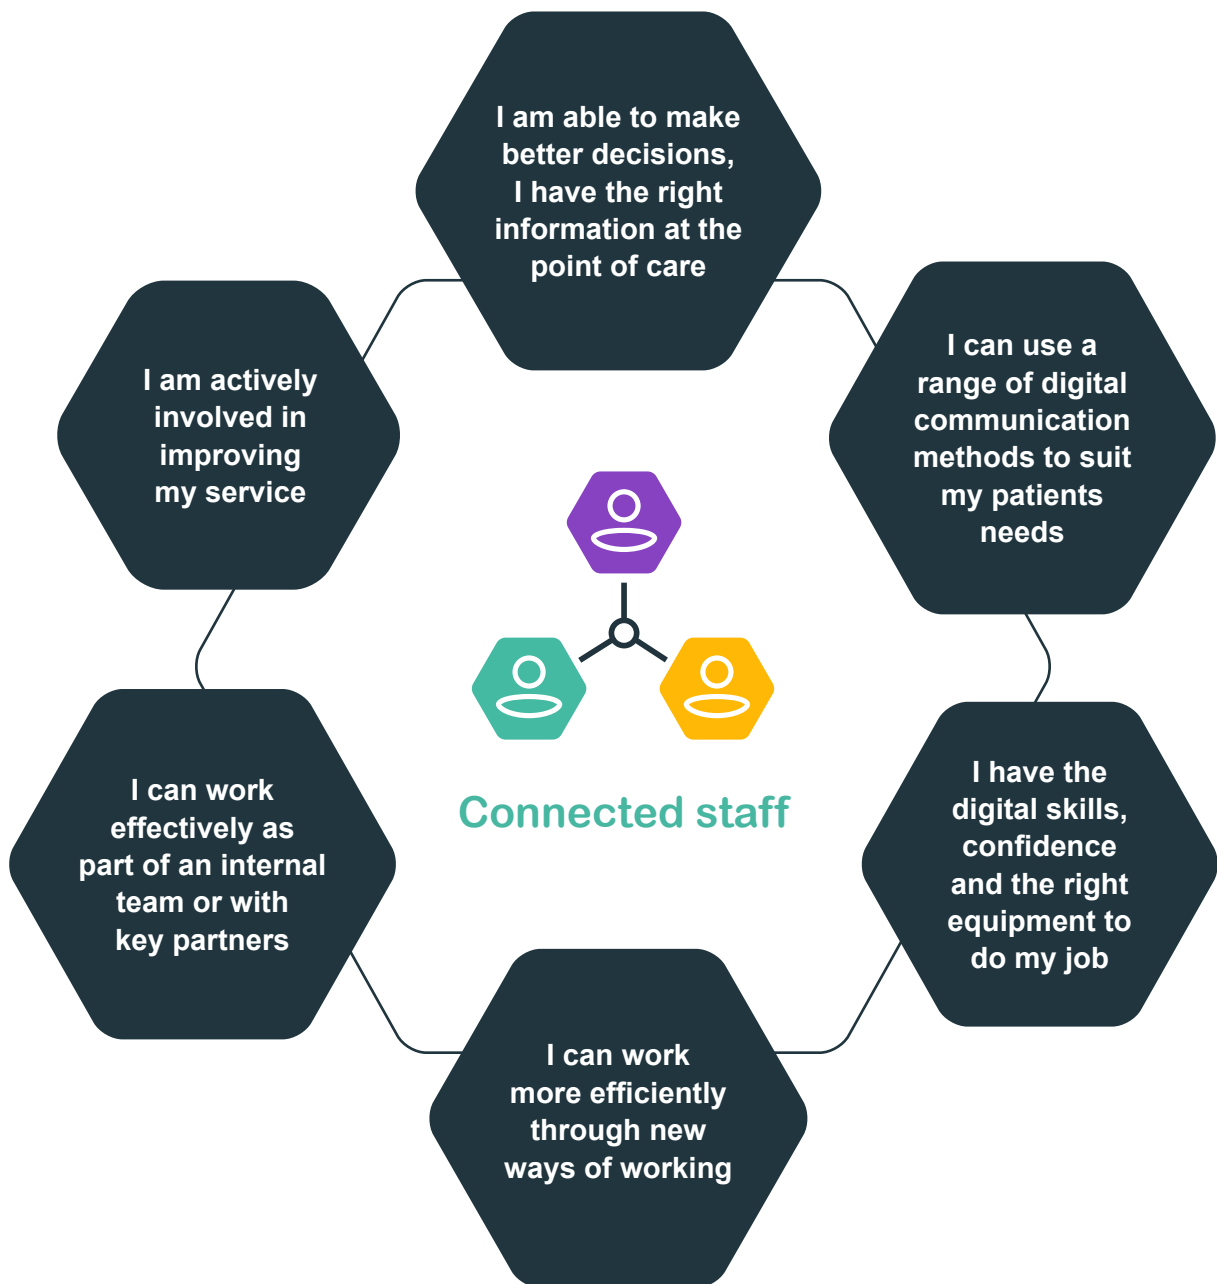 I am able to make
better decisions,
I have the right
information at the
point of care
I can use a
range of digital
communication
methods to suit
my patients
needs
I have the
digital skills,
confidence
and the right
equipment to
do my job
I can work
more efficiently
through new
ways of working
I can work
effectively as
part of an internal
team or with
key partners
I am actively
involved in
improving
my service
Connected staff